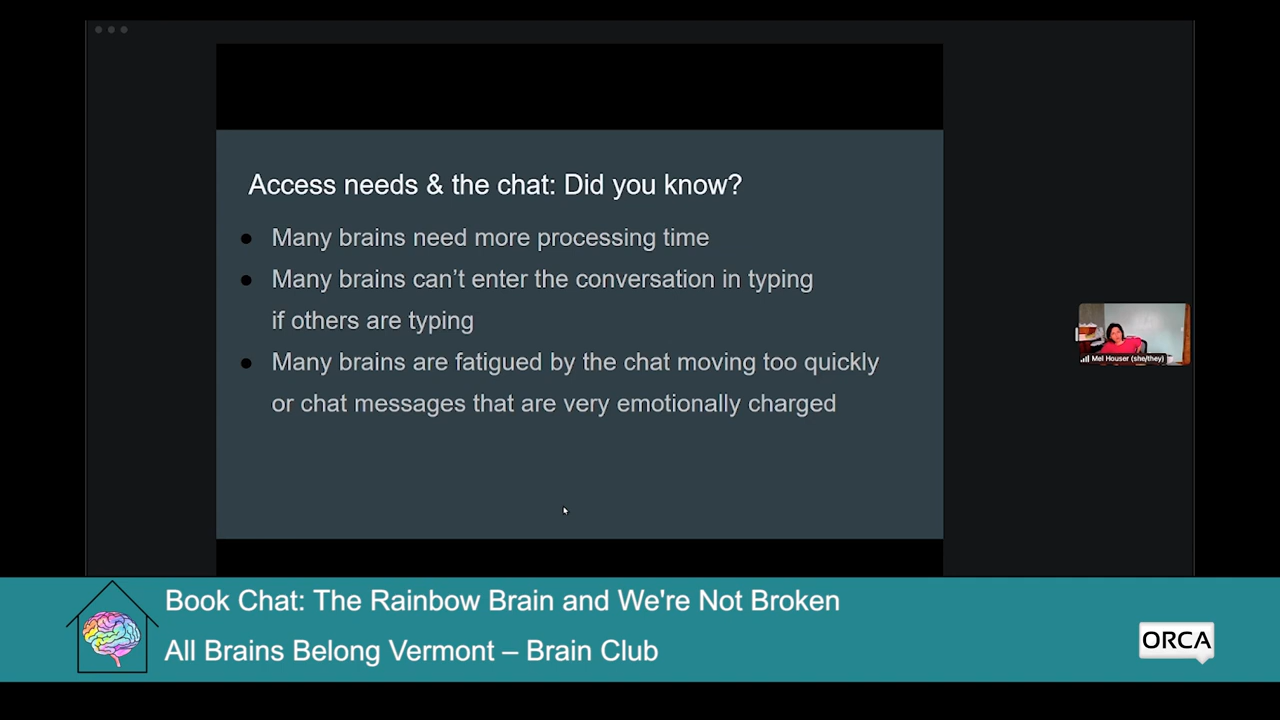 Access needs & the chat: Did you know?
● Many brains need more processing time
● Many brains can’t enter the conversation in typing
if others are typing
● Many brains are fatigued by the chat moving too quickly
or chat messages that are very emotionally charged
Mel Houser (she/they)
Book Chat: The Rainbow Brain and We're Not Broken
All Brains Belong Vermont – Brain Club
ORCA